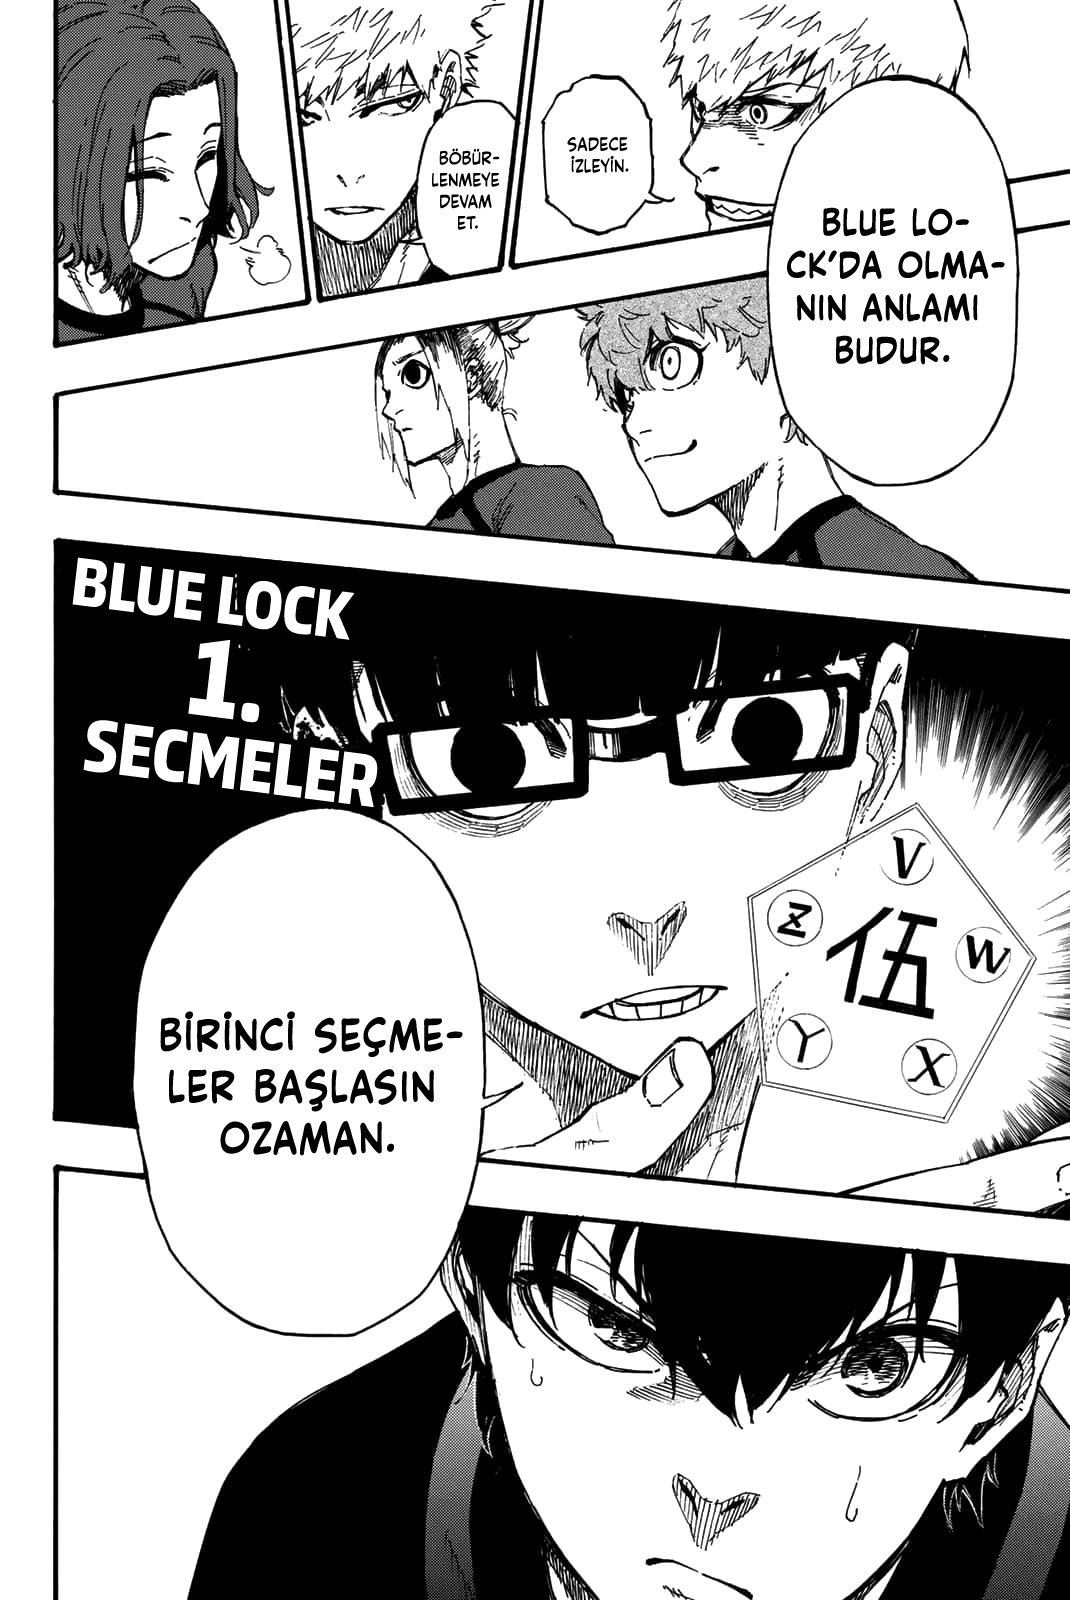 BLUE LO-
CK'DA OLMA-
NIN ANLAMI
BUDUR.
SADECE
İZLEYİN.
BÖBÜR-
LENMEYE
DEVAM
ET.
BLUE LOCK
1.
SECMELER
V
Z
伍
W
Y
X
BİRİNCİ SEÇME-
LER BAŞLASIN
OZAMAN.